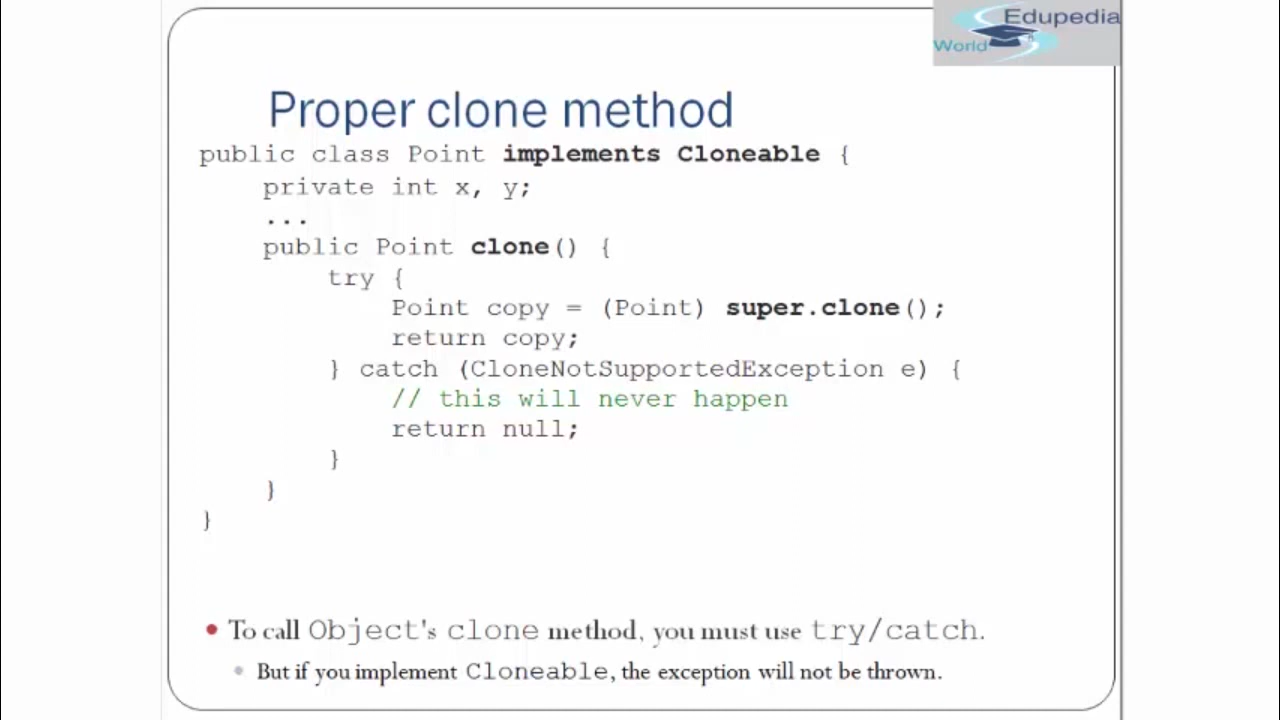 Edupedia
World
Proper clone method
public class Point implements Cloneable {
    private int x, y;
    ...
    public Point clone() {
        try {
            Point copy = (Point) super.clone();
            return copy;
        } catch (CloneNotSupportedException e) {
            // this will never happen
            return null;
        }
    }
}
• To call Object's clone method, you must use try/catch.
• But if you implement Cloneable, the exception will not be thrown.